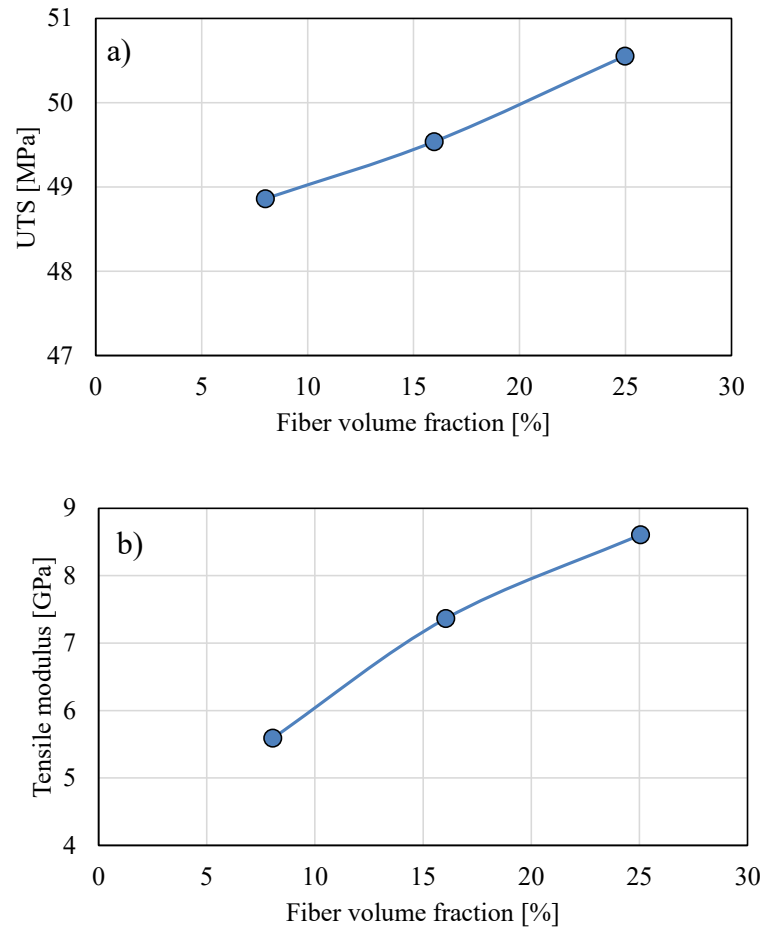 a)
51
50
49
48
47
UTS [MPa]
0 5 10 15 20 25 30
Fiber volume fraction [%]
b)
9
8
7
6
5
4
Tensile modulus [GPa]
0 5 10 15 20 25 30
Fiber volume fraction [%]